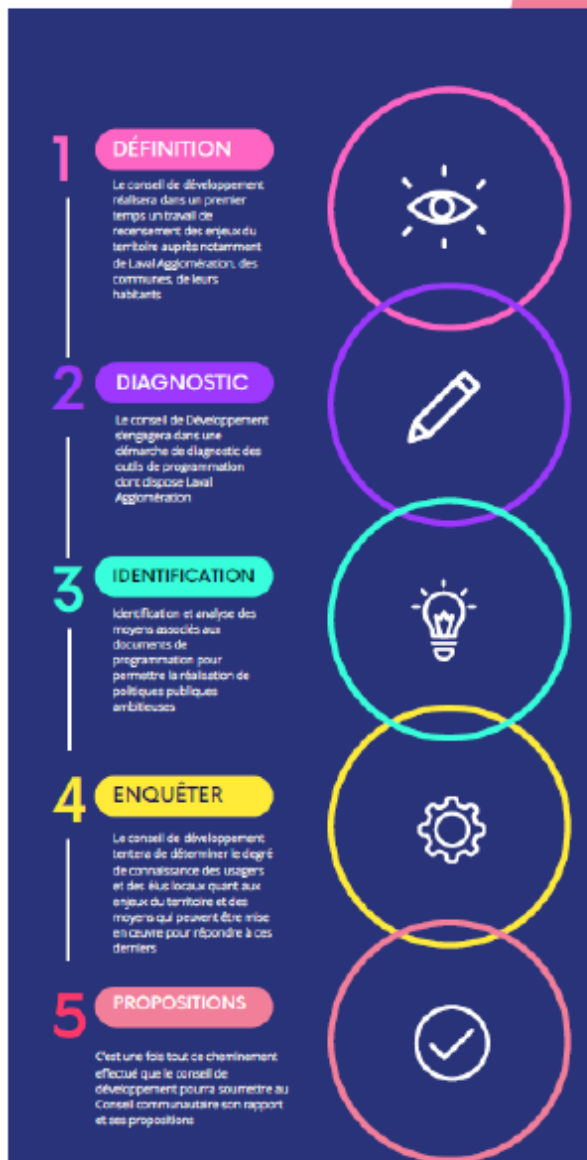 1
DÉFINITION
Le conseil de développement
réalisera dans un premier
temps un travail de
recensement des enjeux du
territoire auprès notamment
de Laval Agglomération, des
communes, de leurs
habitants
2
DIAGNOSTIC
Le conseil de Développement
s'engagera dans une
démarche de diagnostic des
outils de programmation
dont dispose Laval
Agglomération
3
IDENTIFICATION
Identification et analyse des
moyens associés aux
documents de
programmation pour
permettre la réalisation de
politiques publiques
ambitieuses
4
ENQUÊTER
Le conseil de développement
tentera de déterminer le degré
de connaissance des usagers
et des élus locaux quant aux
enjeux du territoire et des
moyens qui peuvent être mise
en œuvre pour répondre à ces
derniers
5
PROPOSITIONS
C'est une fois tout ce cheminement
effectué que le conseil de
développement pourra soumettre au
Conseil communautaire son rapport
et ses propositions